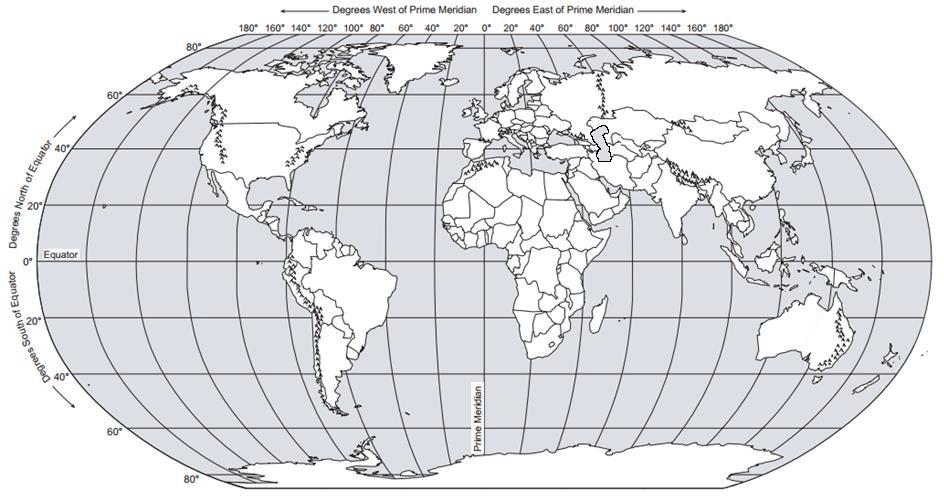 Degrees West of Prime Meridian Degrees East of Prime Meridian
180° 160° 140° 120° 100° 80° 60° 40° 20° 0° 20° 40° 60° 80° 100° 120° 140° 160° 180°
80°
60°
40°
20°
Equator
0°
20°
40°
60°
80°
Degrees North of Equator
Degrees South of Equator
Prime Meridian